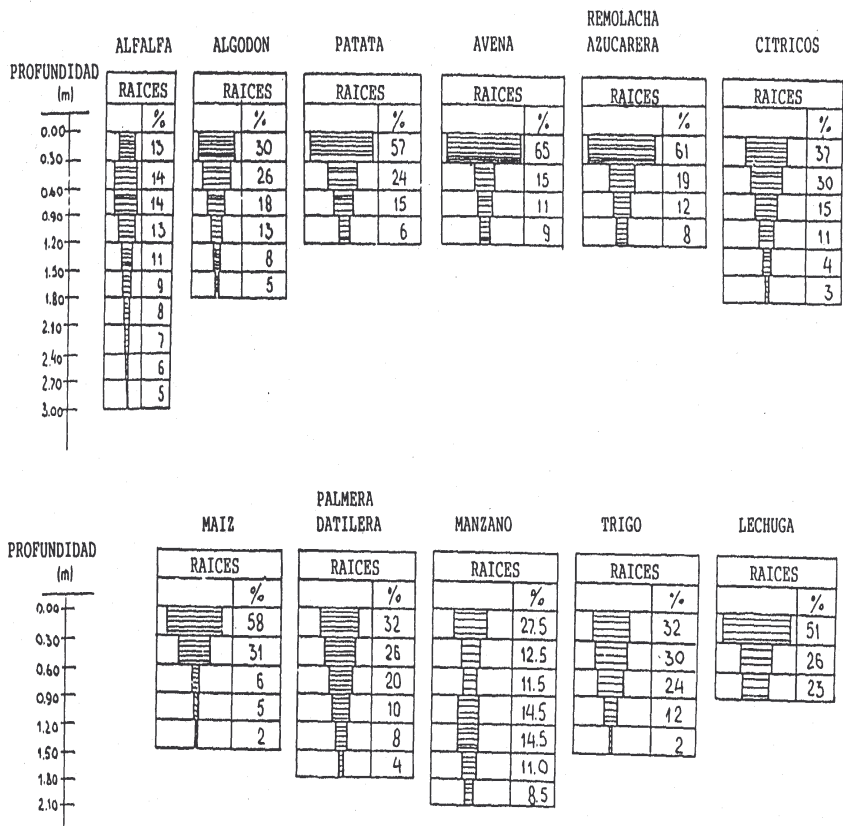 ALFALFA ALGODON PATATA AVENA REMOLACHA AZUCARERA CITRICOS
PROFUNDIDAD (m) RAICES RAICES RAICES RAICES RAICES RAICES
% % % % % %
0.00 13 30 57 65 61 37
0.30 14 26 24 15 19 30
0.40 14 18 15 11 12 15
0.90 13 13 6 9 8 11
1.20 11 8 4
1.50 9 5 3
1.80 8
2.10 7
2.40 6
2.70 5
3.00
MAIZ PALMERA DATILERA MANZANO TRIGO LECHUGA
PROFUNDIDAD (m) RAICES RAICES RAICES RAICES RAICES
% % % % %
0.00 58 32 27.5 32 51
0.30 31 26 12.5 30 26
0.60 6 20 11.5 24 23
0.90 5 10 14.5 12
1.20 2 8 14.5 2
1.50 4 11.0
1.80 8.5
2.10